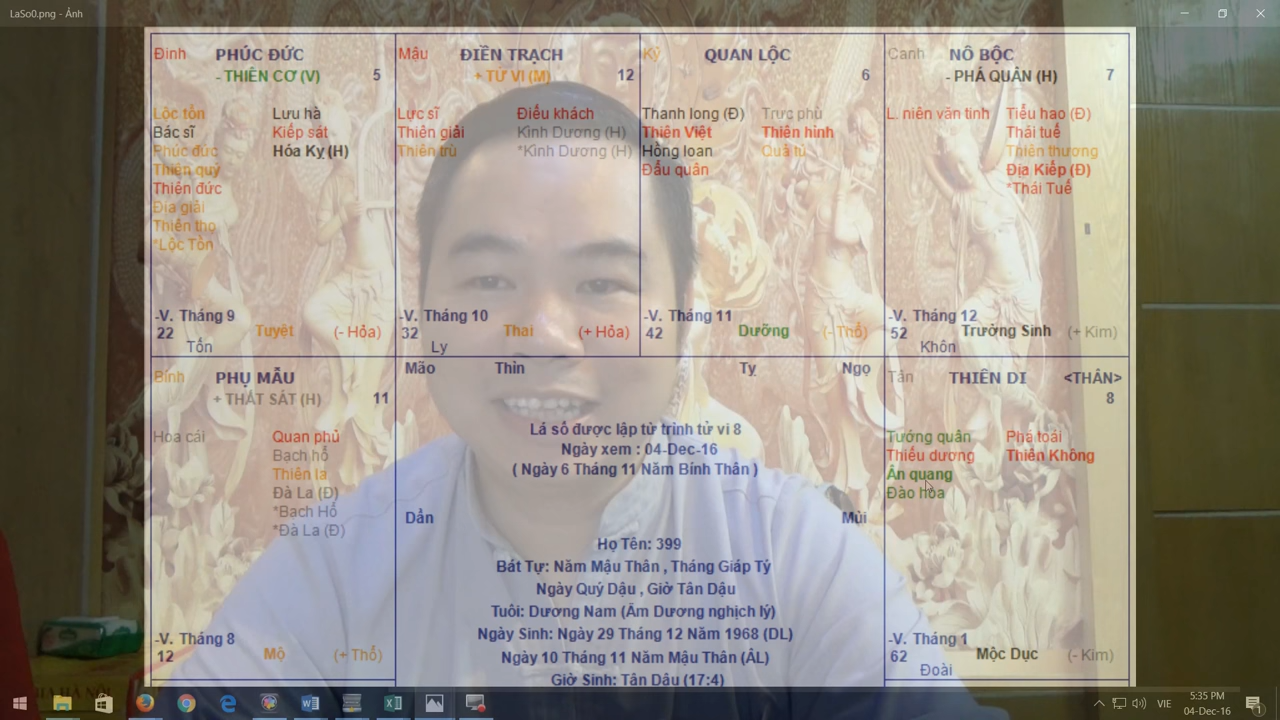 LaSo0.png - Ảnh
Đinh PHÚC ĐỨC
- THIÊN CƠ (V) 5
Lộc tồn Lưu hà
Bác sĩ Kiếp sát
Phúc đức Hóa Kỵ (H)
Thiên quý
Thiên đức
Địa giải
Thiên thọ
*Lộc Tồn
-V. Tháng 9
22 Tuyệt (- Hỏa)
Tốn
Mậu ĐIỀN TRẠCH
+ TỬ VI (M) 12
Lực sĩ Điếu khách
Thiên giải Kình Dương (H)
Thiên trù *Kình Dương (H)
-V. Tháng 10
32 Thai (+ Hỏa)
Ly
Kỷ QUAN LỘC
6
Thanh long (Đ) Trực phù
Thiên Việt Thiên hình
Hồng loan Quả tú
Đẩu quân
-V. Tháng 11
42 Dưỡng (- Thổ)
Canh NÔ BỘC
- PHÁ QUÂN (H) 7
L. niên văn tinh Tiểu hao (Đ)
Thái tuế
Thiên thương
Địa Kiếp (Đ)
*Thái Tuế
-V. Tháng 12
52 Trường Sinh (+ Kim)
Khôn
Bính PHỤ MẪU
+ THẤT SÁT (H) 11
Hoa cái Quan phủ
Bạch hổ
Thiên la
Đà La (Đ)
*Bạch Hổ
*Đà La (Đ)
-V. Tháng 8
12 Mộ (+ Thổ)
Mão Thìn Tỵ Ngọ
Lá số được lập từ trình tử vi 8
Ngày xem : 04-Dec-16
( Ngày 6 Tháng 11 Năm Bính Thân )
Dần Mùi
Họ Tên: 399
Bát Tự: Năm Mậu Thân , Tháng Giáp Tý
Ngày Quý Dậu , Giờ Tân Dậu
Tuổi: Dương Nam (Âm Dương nghịch lý)
Ngày Sinh: Ngày 29 Tháng 12 Năm 1968 (DL)
Ngày 10 Tháng 11 Năm Mậu Thân (ÂL)
Giờ Sinh: Tân Dậu (17:4)
Tân THIÊN DI <THÂN>
8
Tướng quân Phá toái
Thiếu dương Thiên Không
Ân quang
Đào hoa
-V. Tháng 1
62 Mộc Dục (- Kim)
Đoài
VIE
5:35 PM
04-Dec-16
1